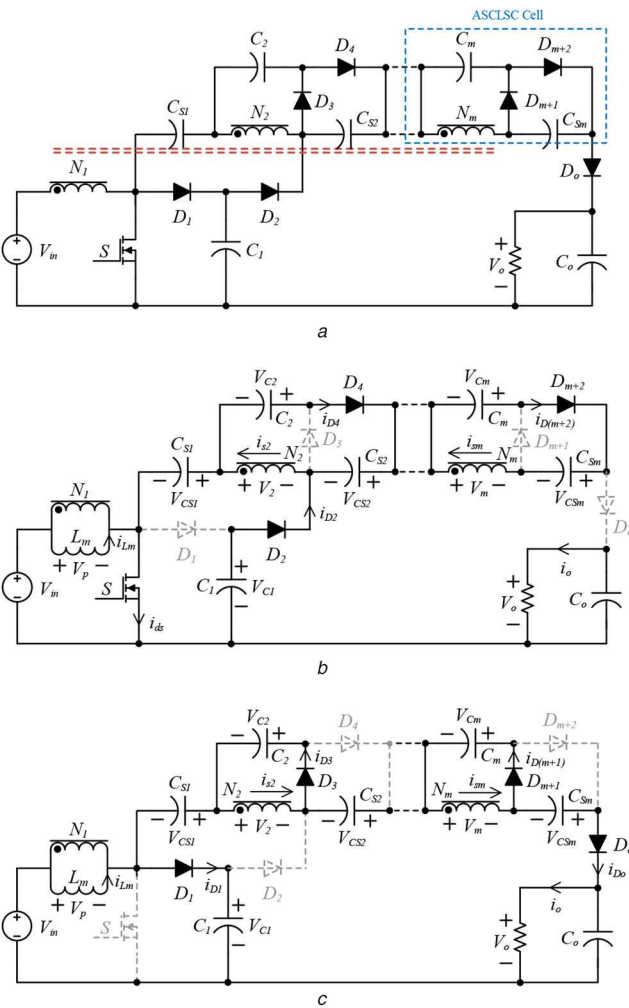 ASCLSC Cell
C2 D4 Cm Dm+2
D3 Dm+1
CS1 N2 CS2 Nm CSm
N1 Do
D1 D2
Vin S C1 + Vo − Co
a
VC2 VCm
− + D4 − + Dm+2
C2 iD4 Cm iD(m+2)
CS1 is2 N2 D3 CS2 ism Nm Dm+1 CSm
− + + V2 − − + + Vm − − +
VCS1 VCS2 VCSm
N1 iD2
Lm iLm D1 D2 D
+ Vp − io
Vin S C1 + VC1 − + Vo − Co
ids
b
VC2 D4 VCm Dm+2
− + − +
C2 iD3 Cm iD(m+1)
CS1 N2 is2 D3 CS2 Nm ism Dm+1 CSm
− + + V2 − − + + Vm − − +
VCS1 VCS2 VCSm
N1 D
Lm iLm D1 iD1 D2 iDo
+ Vp − io
Vin S C1 + VC1 − + Vo − Co
c